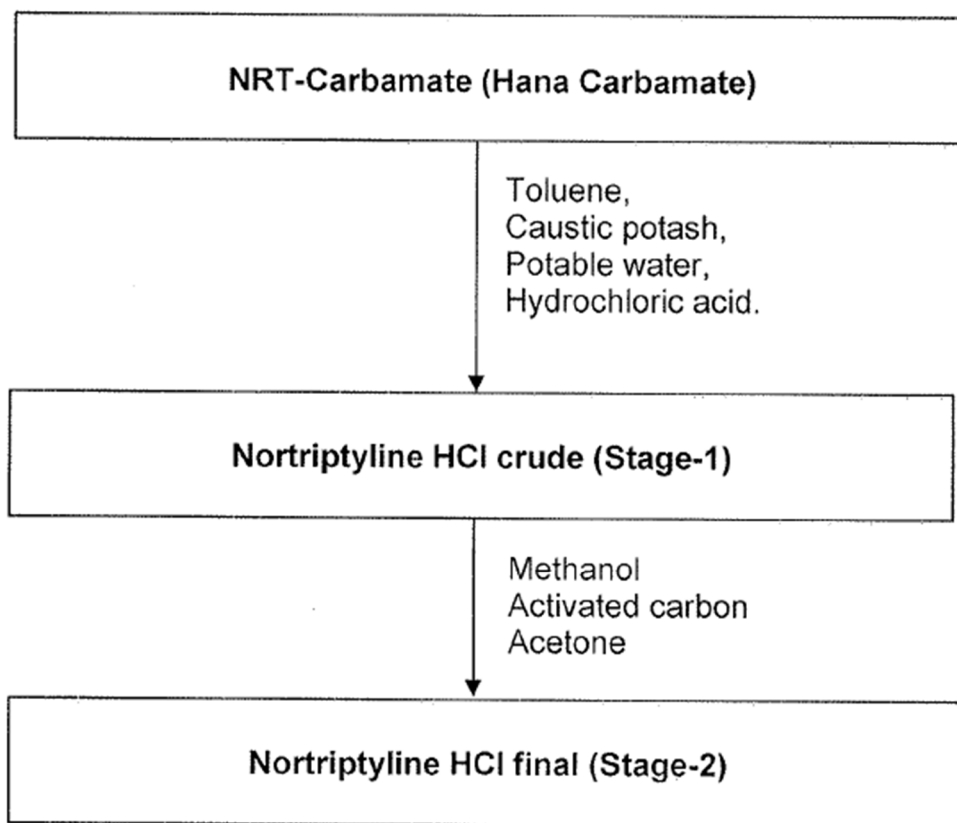 NRT-Carbamate (Hana Carbamate)
Toluene,
Caustic potash,
Potable water,
Hydrochloric acid.
Nortriptyline HCl crude (Stage-1)
Methanol
Activated carbon
Acetone
Nortriptyline HCl final (Stage-2)